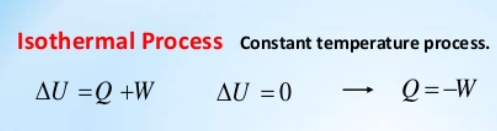 Isothermal Process Constant temperature process.
ΔU =Q +W ΔU =0 → Q=−W